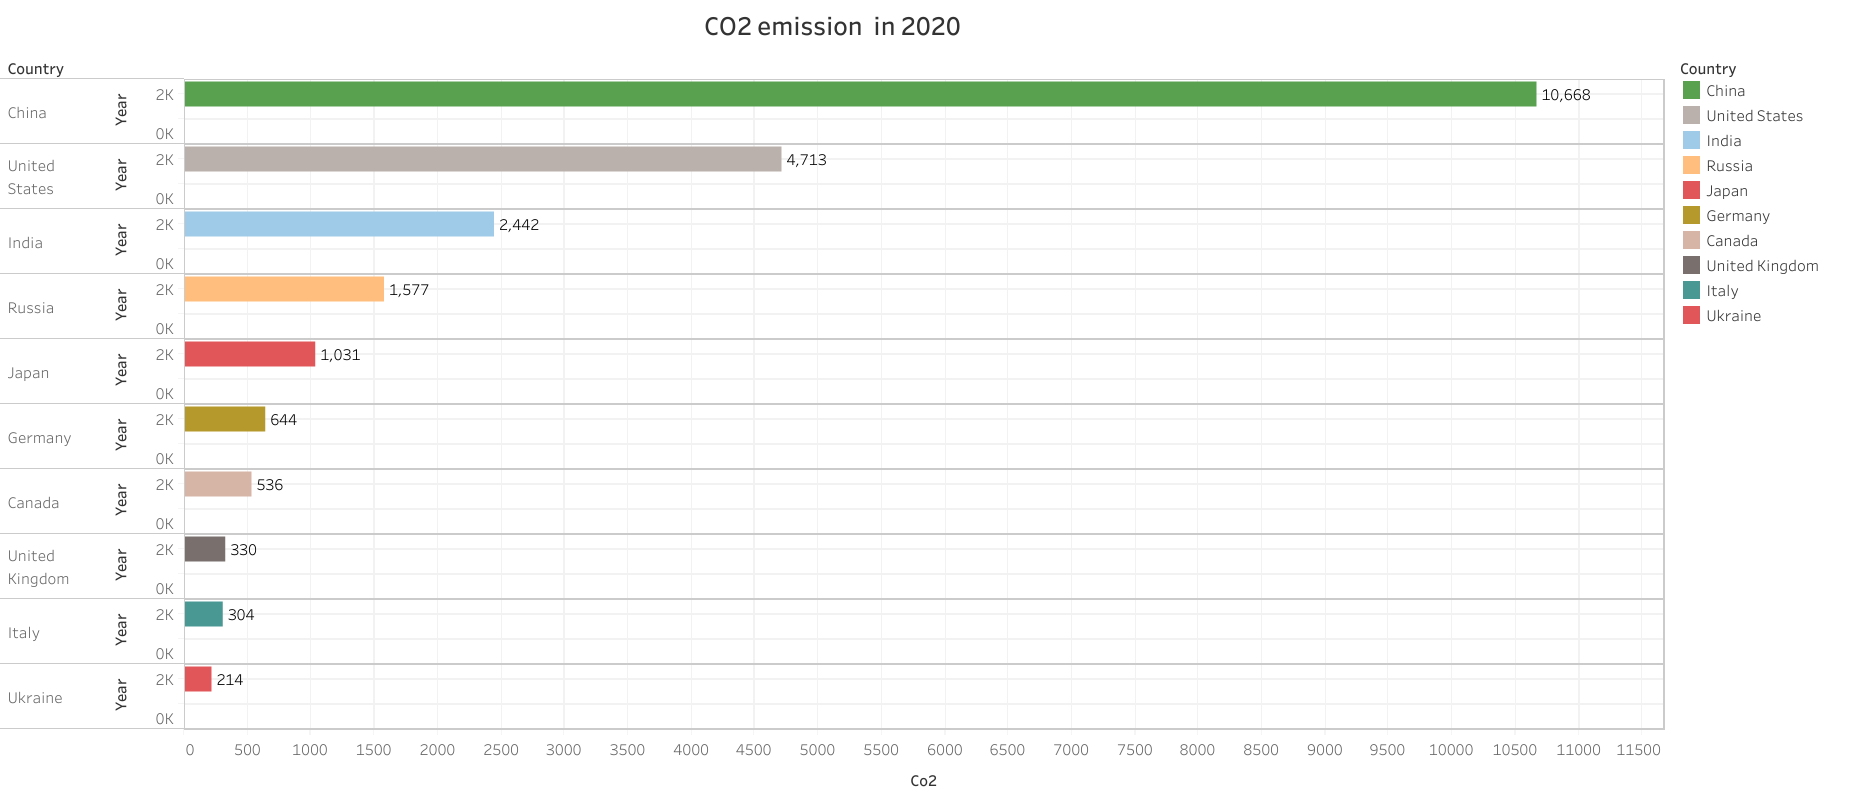 CO2 emission  in 2020
Country
China
Year
2K
10,668
0K
United
States
Year
2K
4,713
0K
India
Year
2K
2,442
0K
Russia
Year
2K
1,577
0K
Japan
Year
2K
1,031
0K
Germany
Year
2K
644
0K
Canada
Year
2K
536
0K
United
Kingdom
Year
2K
330
0K
Italy
Year
2K
304
0K
Ukraine
Year
2K
214
0K
0 500 1000 1500 2000 2500 3000 3500 4000 4500 5000 5500 6000 6500 7000 7500 8000 8500 9000 9500 10000 10500 11000 11500
Co2
Country
China
United States
India
Russia
Japan
Germany
Canada
United Kingdom
Italy
Ukraine